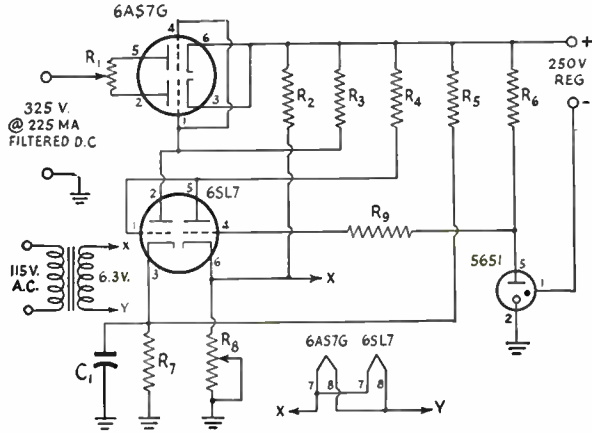 6AS7G
4
6
5
R1
2
3
1
325 V.
@ 225 MA
FILTERED D.C
R2
R3
R4
R5
R6
+
250V
REG
-
2
5
6SL7
1
4
3
6
R9
115V.
A.C.
6.3V.
X
Y
X
5651
5
1
2
C1
R7
R8
6AS7G 6SL7
7 8 7 8
X
Y